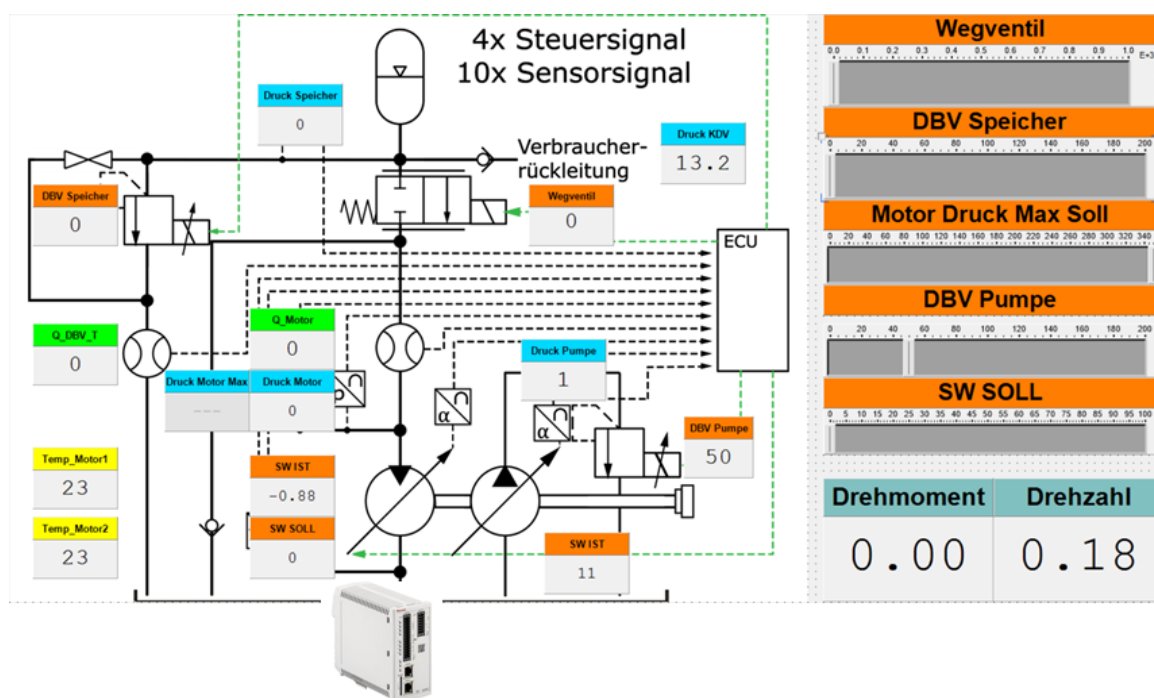 4x Steuersignal
10x Sensorsignal
Druck Speicher
0
Druck KDV
13.2
Verbraucher-
rückleitung
DBV Speicher
0
Wegventil
0
ECU
Q_DBV_T
0
Q_Motor
0
Druck Motor Max
---
Druck Motor
0
Druck Pumpe
1
α
α
DBV Pumpe
50
Temp_Motor1
23
Temp_Motor2
23
SW IST
-0.88
SW SOLL
0
SW IST
11
Wegventil
0.0 0.1 0.2 0.3 0.4 0.5 0.6 0.7 0.8 0.9 1.0
E+3
DBV Speicher
0 20 40 60 80 100 120 140 160 180 200
Motor Druck Max Soll
0 20 40 60 80 100 120 140 160 180 200 220 240 260 280 300 320 340
DBV Pumpe
0 20 40 60 80 100 120 140 160 180 200
SW SOLL
0 5 10 15 20 25 30 35 40 45 50 55 60 65 70 75 80 85 90 95 100
Drehmoment
0.00
Drehzahl
0.18